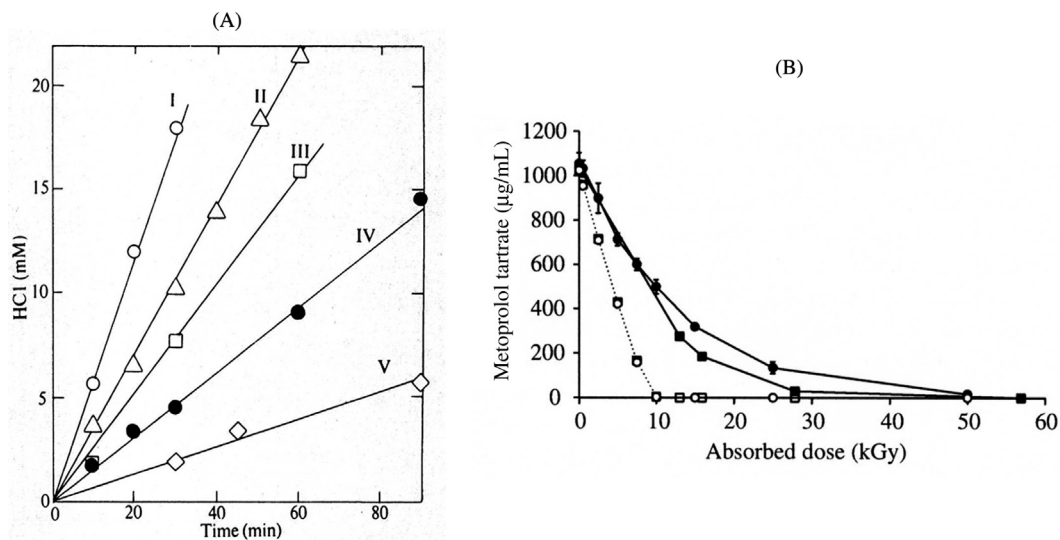 (A)
20
15
10
5
0
HCl (mM)
I
II
III
IV
V
0
20
40
60
80
Time (min)
(B)
1200
1000
800
600
400
200
0
Metoprolol tartrate (µg/mL)
0
10
20
30
40
50
60
Absorbed dose (kGy)